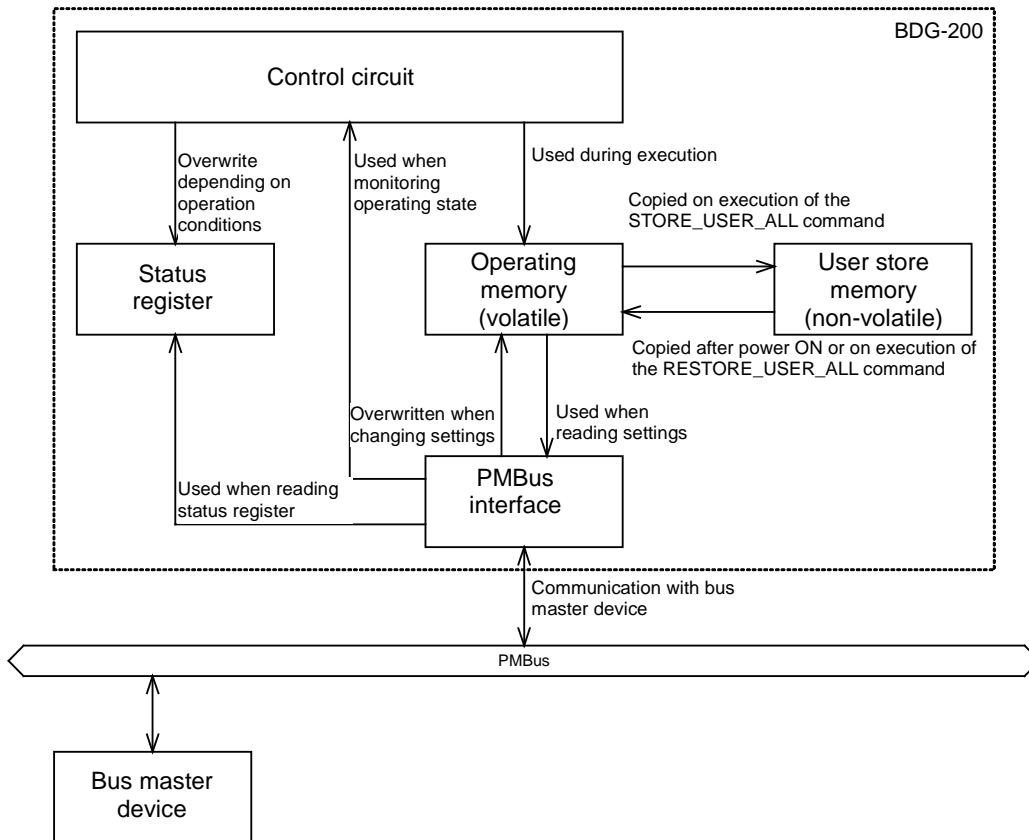 BDG-200
Control circuit
Overwrite
depending on
operation
conditions
Used when
monitoring
operating state
Used during execution
Copied on execution of the
STORE_USER_ALL command
Status
register
Operating
memory
(volatile)
User store
memory
(non-volatile)
Copied after power ON or on execution of
the RESTORE_USER_ALL command
Overwritten when
changing settings
Used when
reading settings
Used when reading
status register
PMBus
interface
Communication with bus
master device
PMBus
Bus master
device